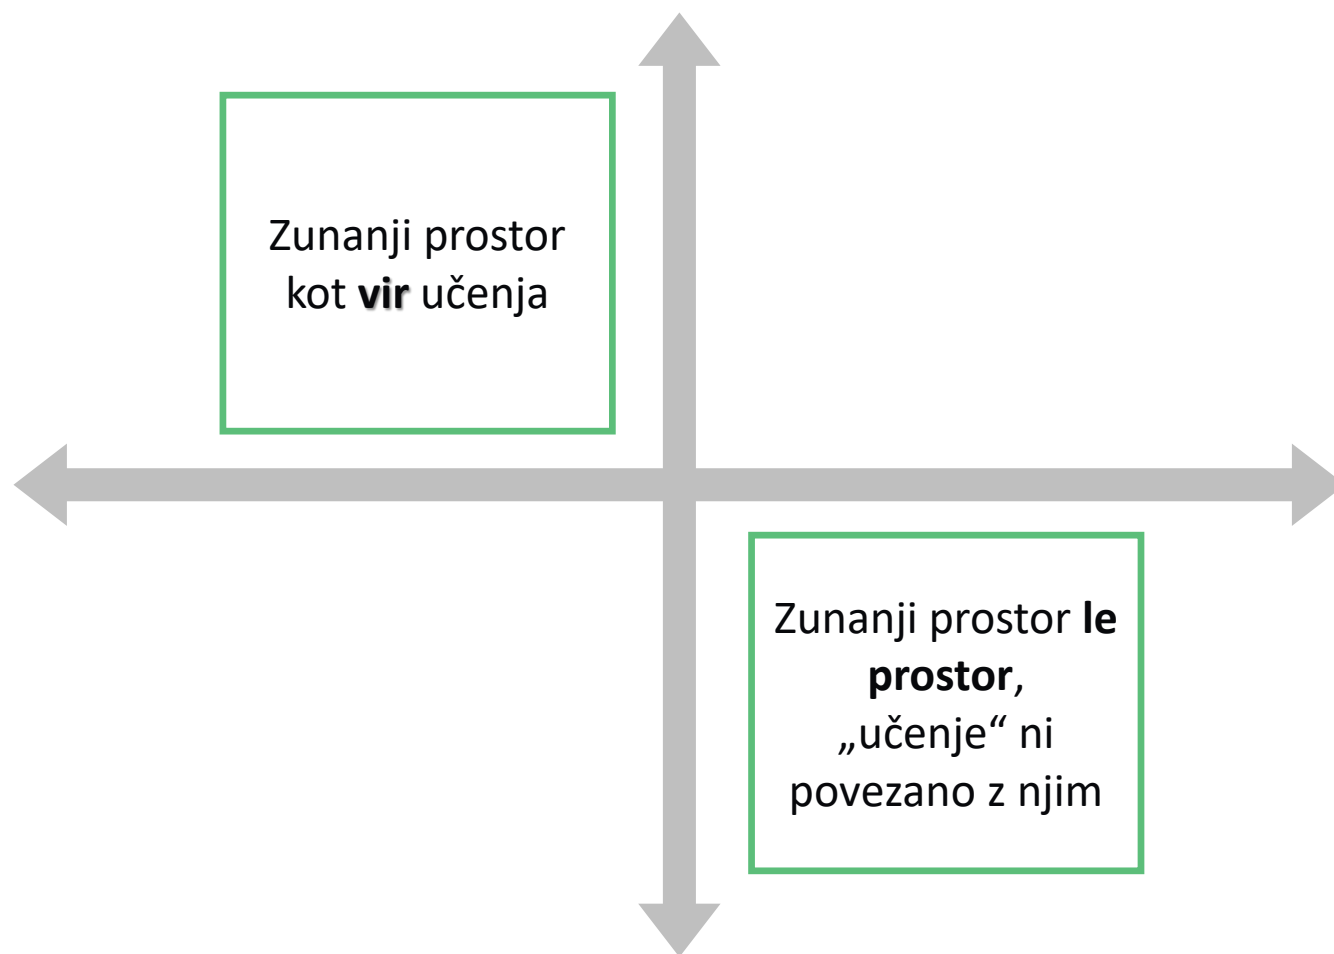 Zunanji prostor
kot vir učenja
Zunanji prostor le
prostor,
„učenje“ ni
povezano z njim